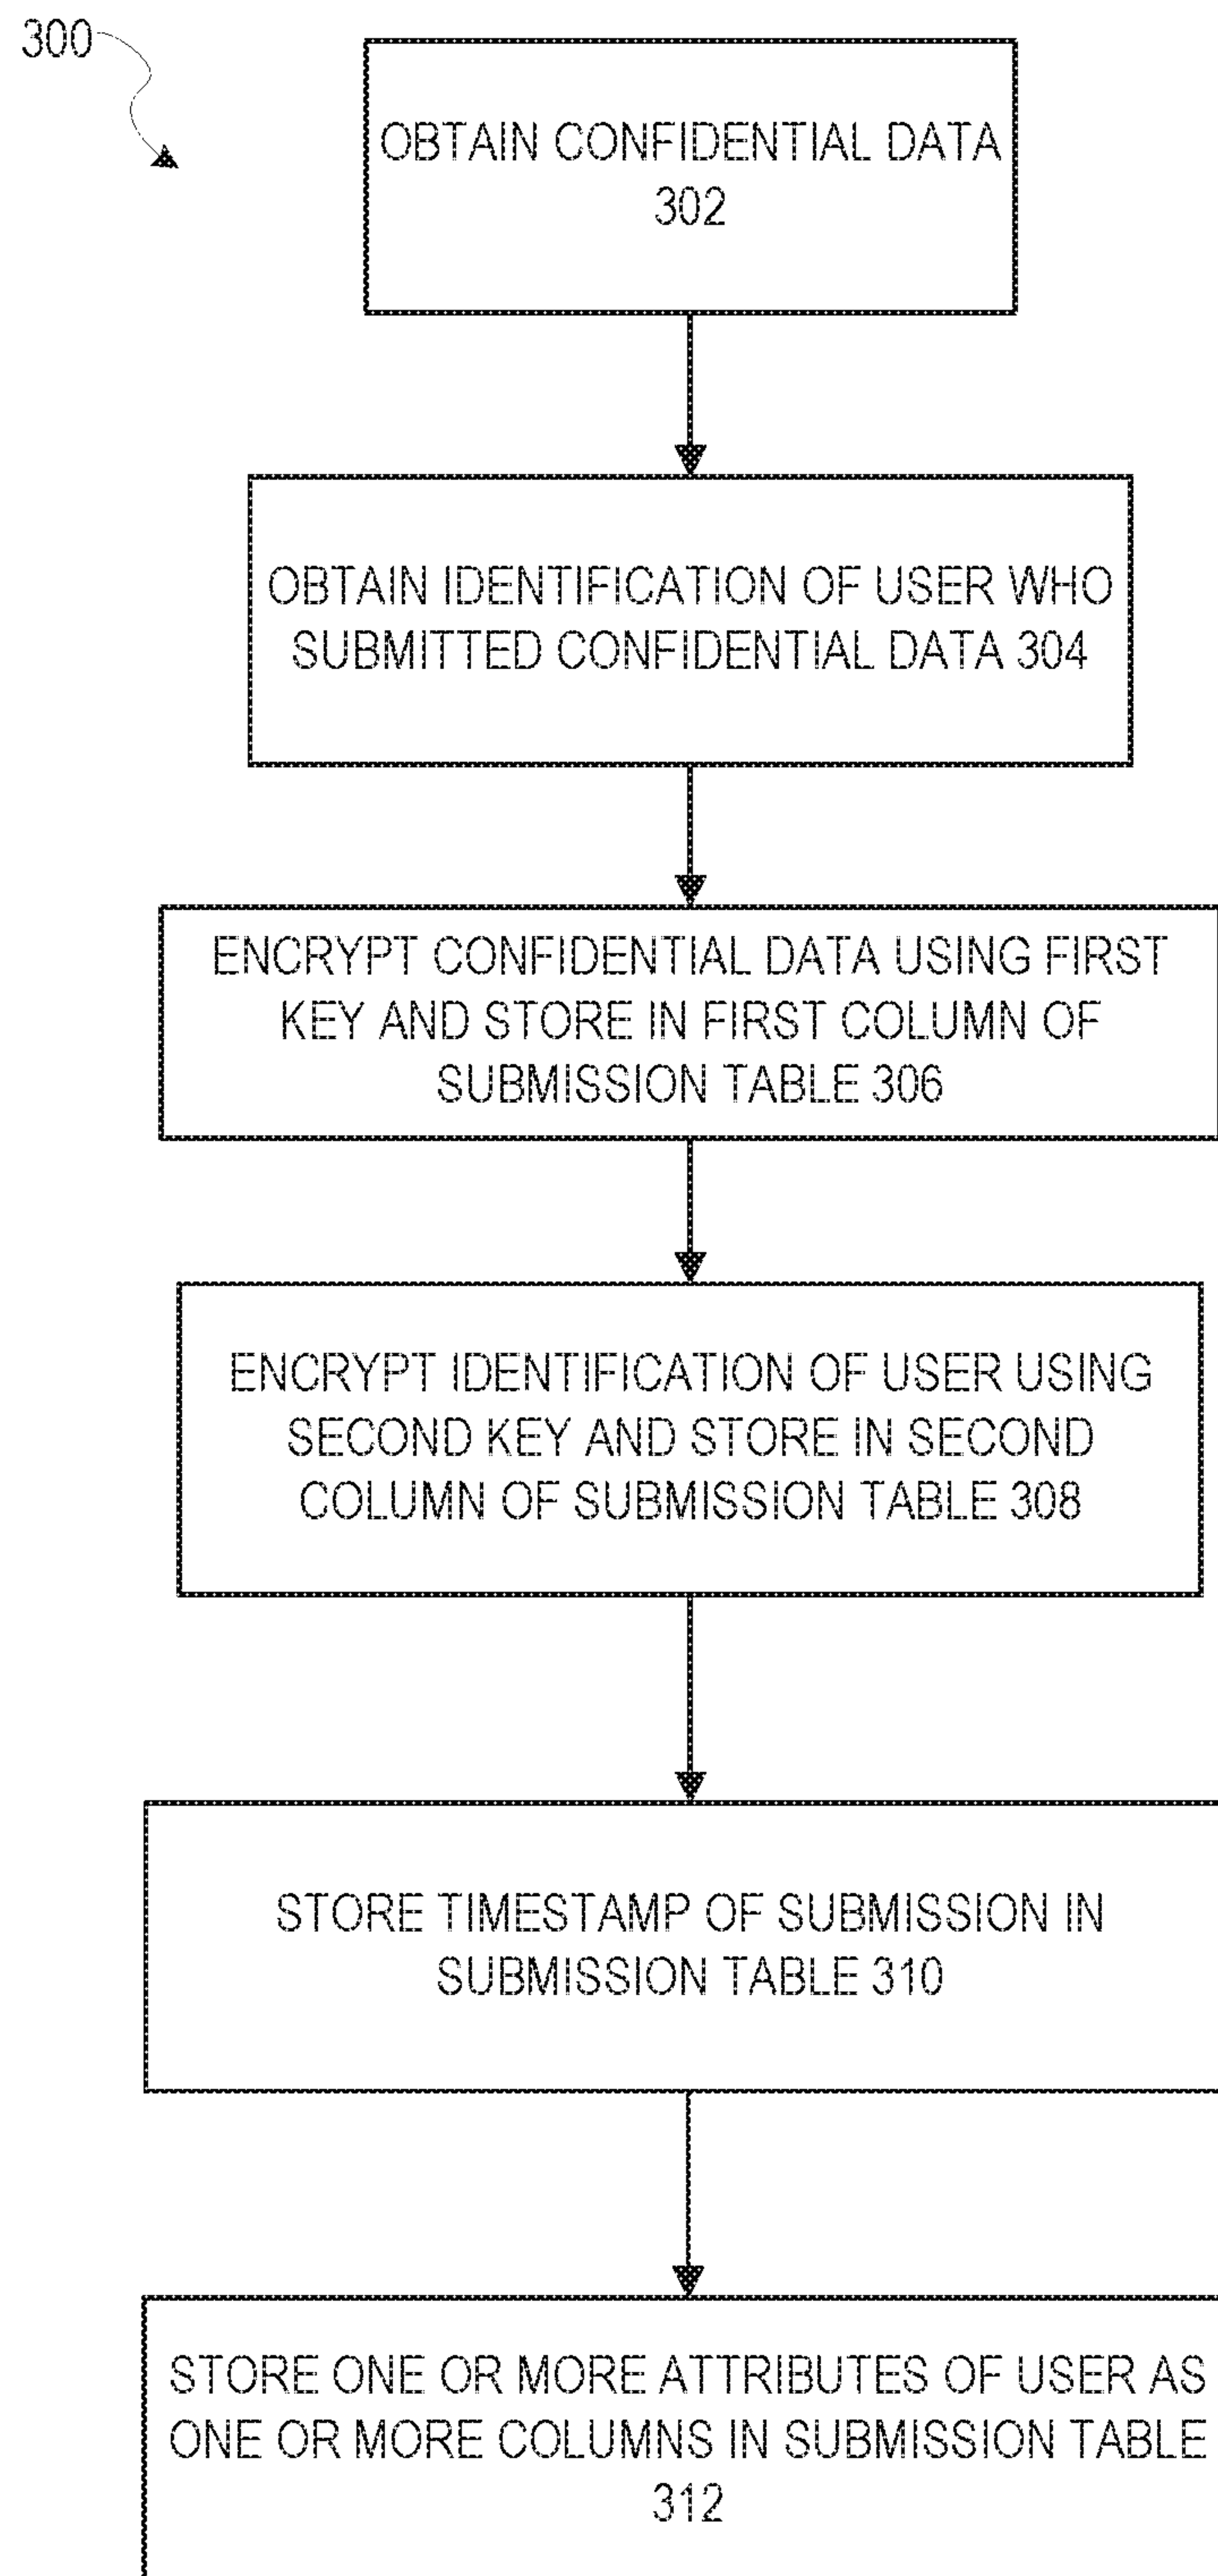 300
OBTAIN CONFIDENTIAL DATA
302
OBTAIN IDENTIFICATION OF USER WHO
SUBMITTED CONFIDENTIAL DATA 304
ENCRYPT CONFIDENTIAL DATA USING FIRST
KEY AND STORE IN FIRST COLUMN OF
SUBMISSION TABLE 306
ENCRYPT IDENTIFICATION OF USER USING
SECOND KEY AND STORE IN SECOND
COLUMN OF SUBMISSION TABLE 308
STORE TIMESTAMP OF SUBMISSION IN
SUBMISSION TABLE 310
STORE ONE OR MORE ATTRIBUTES OF USER AS
ONE OR MORE COLUMNS IN SUBMISSION TABLE
312